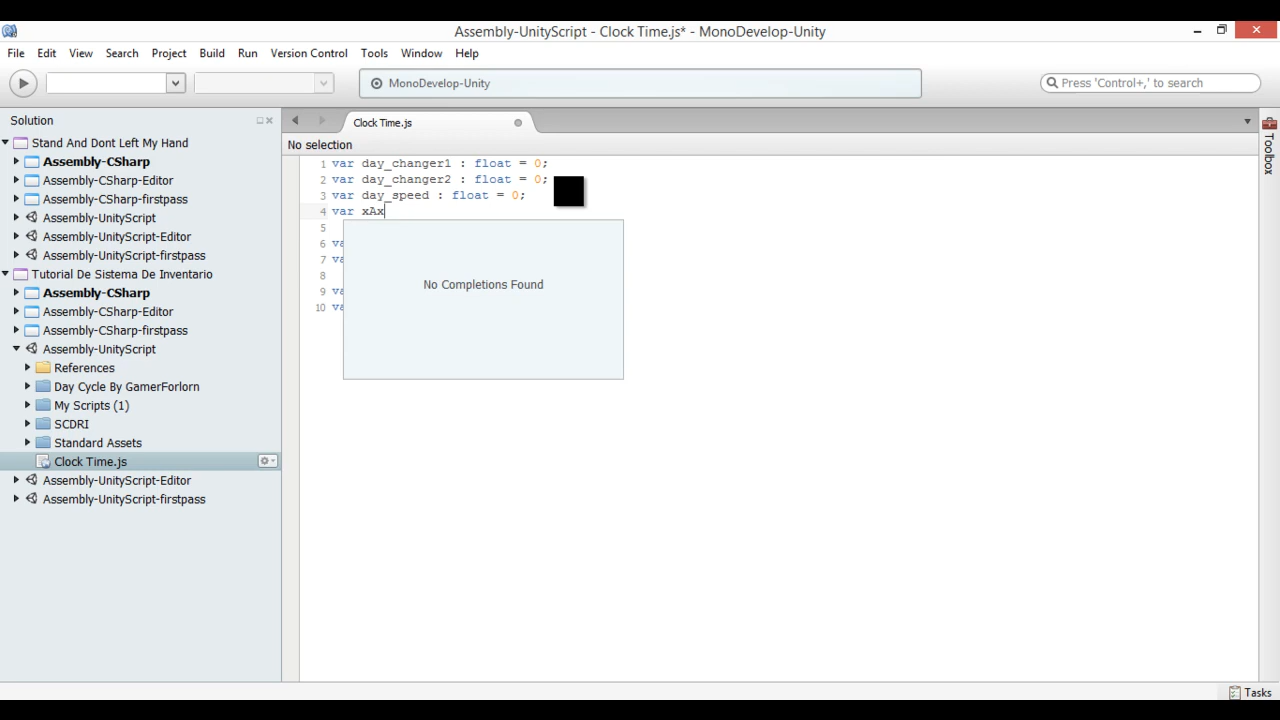 Assembly-UnityScript - Clock Time.js* - MonoDevelop-Unity
File Edit View Search Project Build Run Version Control Tools Window Help
MonoDevelop-Unity
Press 'Control+,' to search
Solution
Stand And Dont Left My Hand
Assembly-CSharp
Assembly-CSharp-Editor
Assembly-CSharp-firstpass
Assembly-UnityScript
Assembly-UnityScript-Editor
Assembly-UnityScript-firstpass
Tutorial De Sistema De Inventario
Assembly-CSharp
Assembly-CSharp-Editor
Assembly-CSharp-firstpass
Assembly-UnityScript
References
Day Cycle By GamerForlorn
My Scripts (1)
SCDRI
Standard Assets
Clock Time.js
Assembly-UnityScript-Editor
Assembly-UnityScript-firstpass
Clock Time.js
No selection
1 var day_changer1 : float = 0;
2 var day_changer2 : float = 0;
3 var day_speed : float = 0;
4 var xAx
5
6 va
7 va
8
9 va
10 va
No Completions Found
Toolbox
Tasks